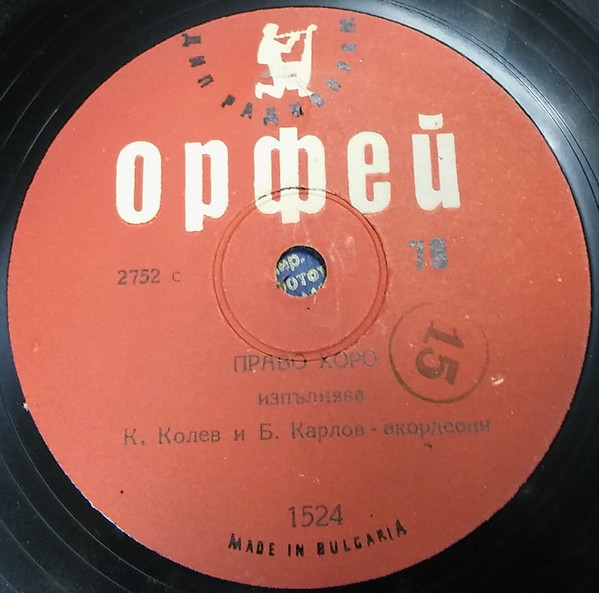 ДИП РАДИОПРОМ
орфей
78
2752 с
15
ПРАВО ХОРО
изпълнява
К. Колев и Б. Карлов - акордеони
1524
MADE IN BULGARIA